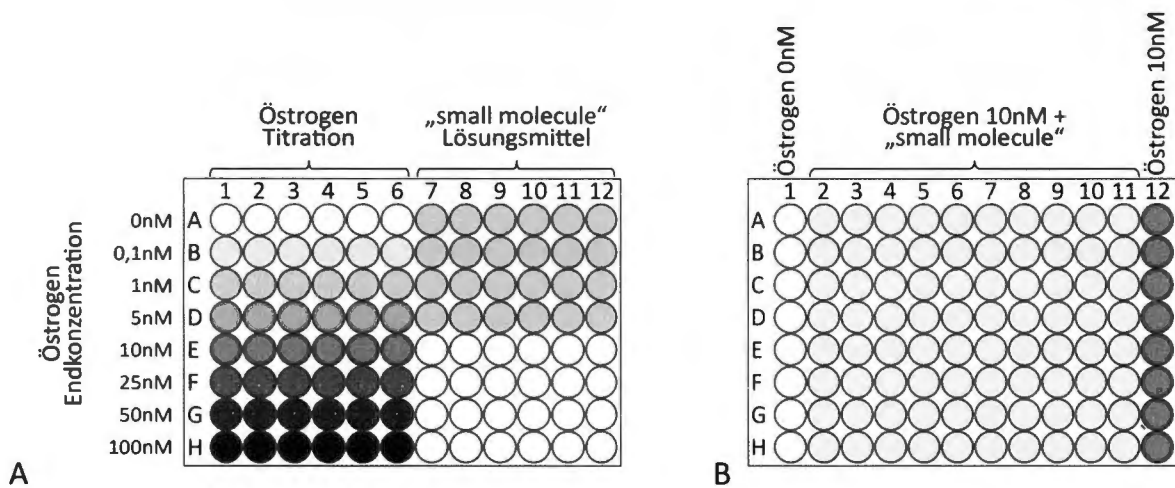 Östrogen
Titration
„small molecule“
Lösungsmittel
1 2 3 4 5 6 7 8 9 10 11 12
Östrogen
Endkonzentration
0nM A
0,1nM B
1nM C
5nM D
10nM E
25nM F
50nM G
100nM H
A
Östrogen 0nM
Östrogen 10nM +
„small molecule“
Östrogen 10nM
1 2 3 4 5 6 7 8 9 10 11 12
A
B
C
D
E
F
G
H
B